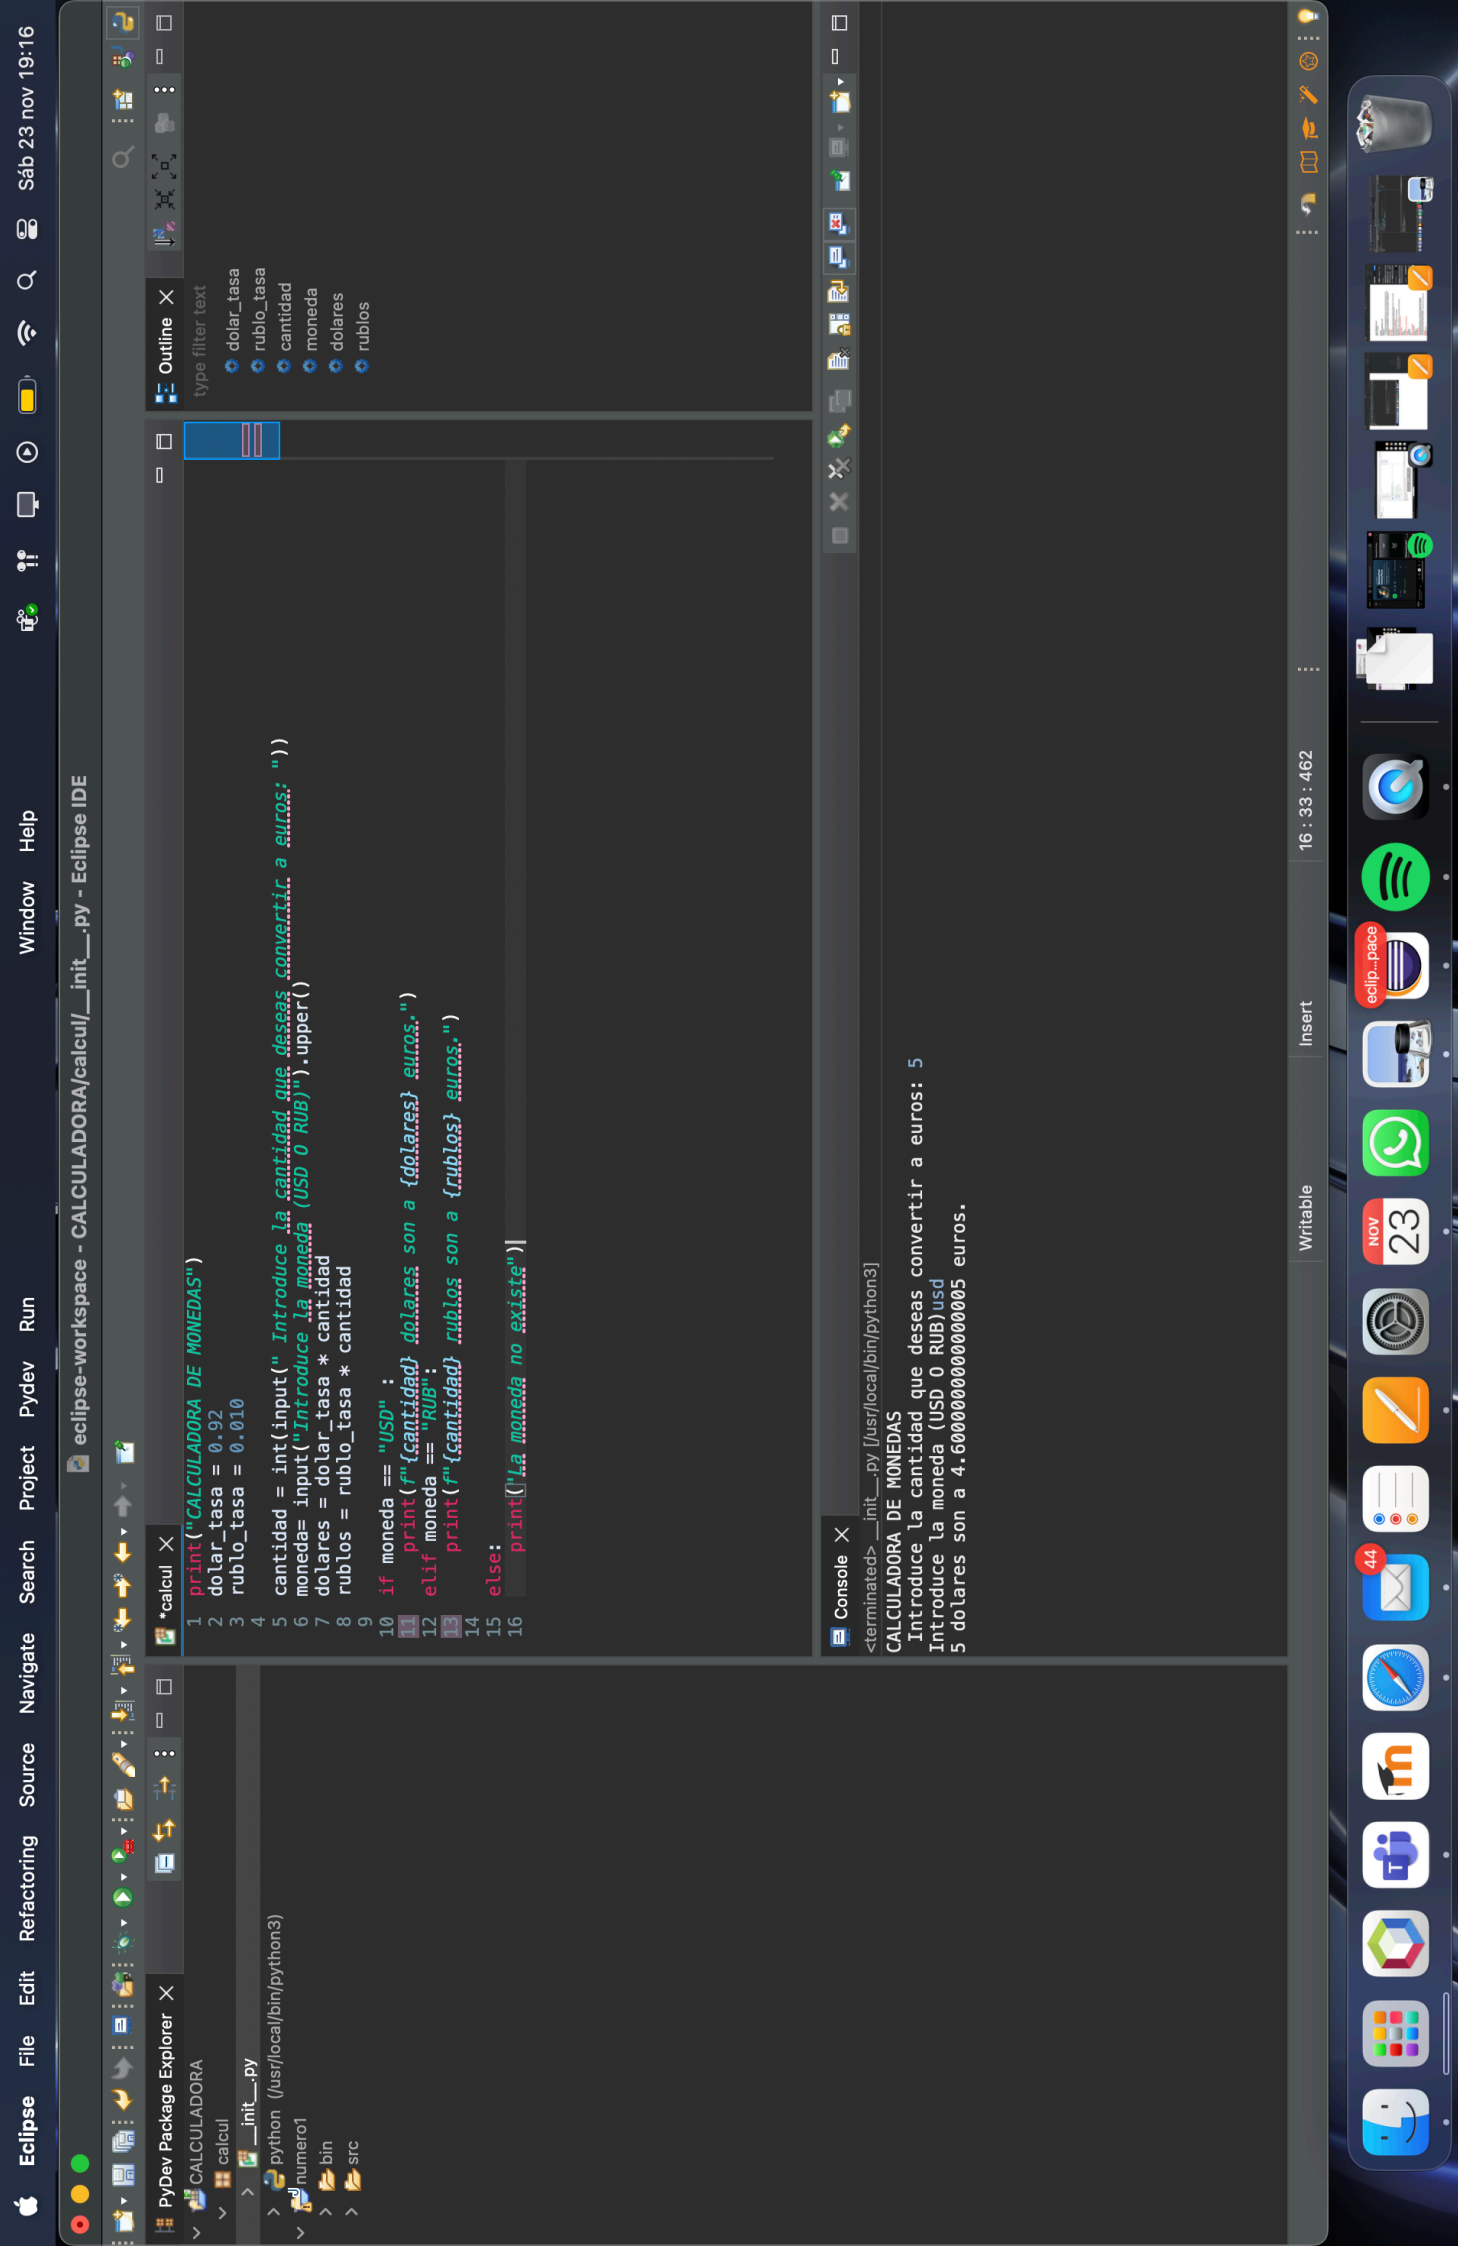 Eclipse File Edit Refactoring Source Navigate Search Project Pydev Run Window Help Sáb 23 nov 19:16
eclipse-workspace - CALCULADORA/calcul/__init__.py - Eclipse IDE
PyDev Package Explorer
CALCULADORA
calcul
__init__.py
python (/usr/local/bin/python3)
numero1
bin
src
*calcul
1 print("CALCULADORA DE MONEDAS")
2 dolar_tasa = 0.92
3 rublo_tasa = 0.010
4
5 cantidad = int(input(" Introduce la cantidad que deseas convertir a euros: "))
6 moneda= input("Introduce la moneda (USD O RUB)").upper()
7 dolares = dolar_tasa * cantidad
8 rublos = rublo_tasa * cantidad
9
10 if moneda == "USD" :
11 print(f"{cantidad} dolares son a {dolares} euros.")
12 elif moneda == "RUB":
13 print(f"{cantidad} rublos son a {rublos} euros.")
14
15 else:
16 print("La moneda no existe")
Outline
type filter text
dolar_tasa
rublo_tasa
cantidad
moneda
dolares
rublos
Console
<terminated> __init__.py [/usr/local/bin/python3]
CALCULADORA DE MONEDAS
Introduce la cantidad que deseas convertir a euros: 5
Introduce la moneda (USD O RUB)usd
5 dolares son a 4.6000000000000005 euros.
Writable Insert 16 : 33 : 462
44
NOV
23
eclip...pace